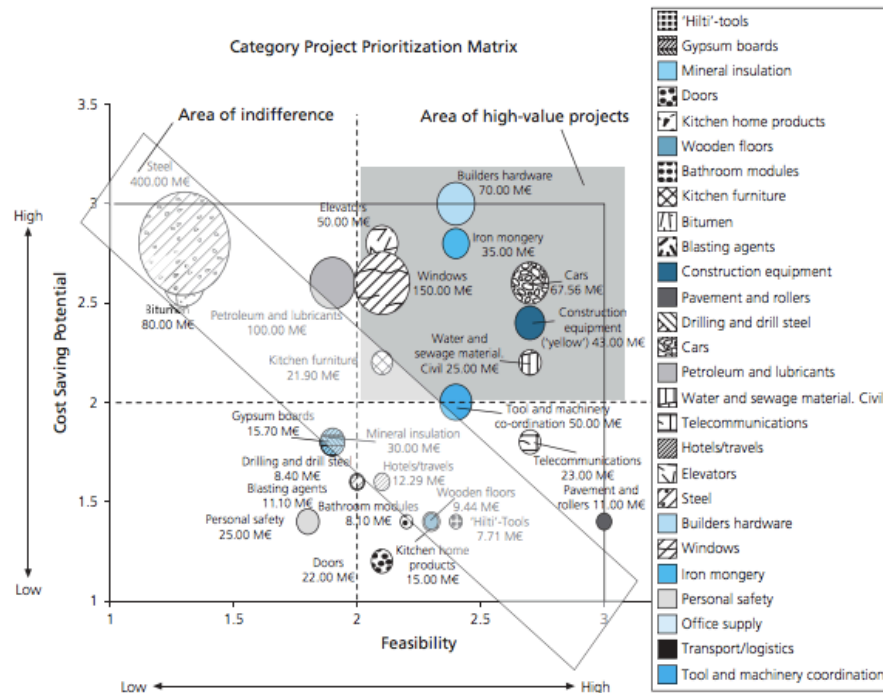 Category Project Prioritization Matrix
Area of indifference
Area of high-value projects
High
Low
Cost Saving Potential
3.5
3
2.5
2
1.5
1
Steel
400.00 M€
Bitumen
80.00 M€
Elevators
50.00 M€
Builders hardware
70.00 M€
Iron mongery
35.00 M€
Windows
150.00 M€
Cars
67.56 M€
Petroleum and lubricants
100.00 M€
Construction
equipment
('yellow') 43.00 M€
Water and
sewage material.
Civil 25.00 M€
Kitchen furniture
21.90 M€
Tool and machinery
co-ordination 50.00 M€
Gypsum boards
15.70 M€
Mineral insulation
30.00 M€
Drilling and drill steel
8.40 M€
Hotels/travels
12.29 M€
Telecommunications
23.00 M€
Blasting agents
11.10 M€
Bathroom modules
8.10 M€
Wooden floors
9.44 M€
Pavement and
rollers 11.00 M€
Personal safety
25.00 M€
'Hilti'-Tools
7.71 M€
Doors
22.00 M€
Kitchen home
products
15.00 M€
1
1.5
2
2.5
3
Feasibility
Low
High
'Hilti'-tools
Gypsum boards
Mineral insulation
Doors
Kitchen home products
Wooden floors
Bathroom modules
Kitchen furniture
Bitumen
Blasting agents
Construction equipment
Pavement and rollers
Drilling and drill steel
Cars
Petroleum and lubricants
Water and sewage material. Civil
Telecommunications
Hotels/travels
Elevators
Steel
Builders hardware
Windows
Iron mongery
Personal safety
Office supply
Transport/logistics
Tool and machinery coordination